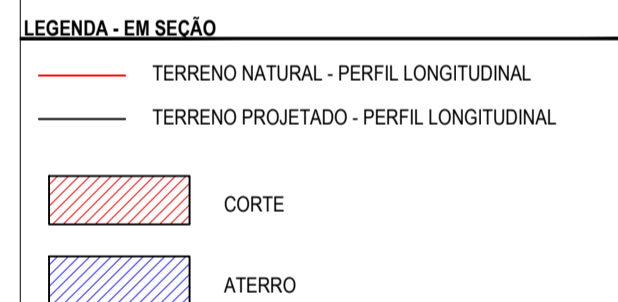 LEGENDA - EM SEÇÃO
TERRENO NATURAL - PERFIL LONGITUDINAL
TERRENO PROJETADO - PERFIL LONGITUDINAL
CORTE
ATERRO